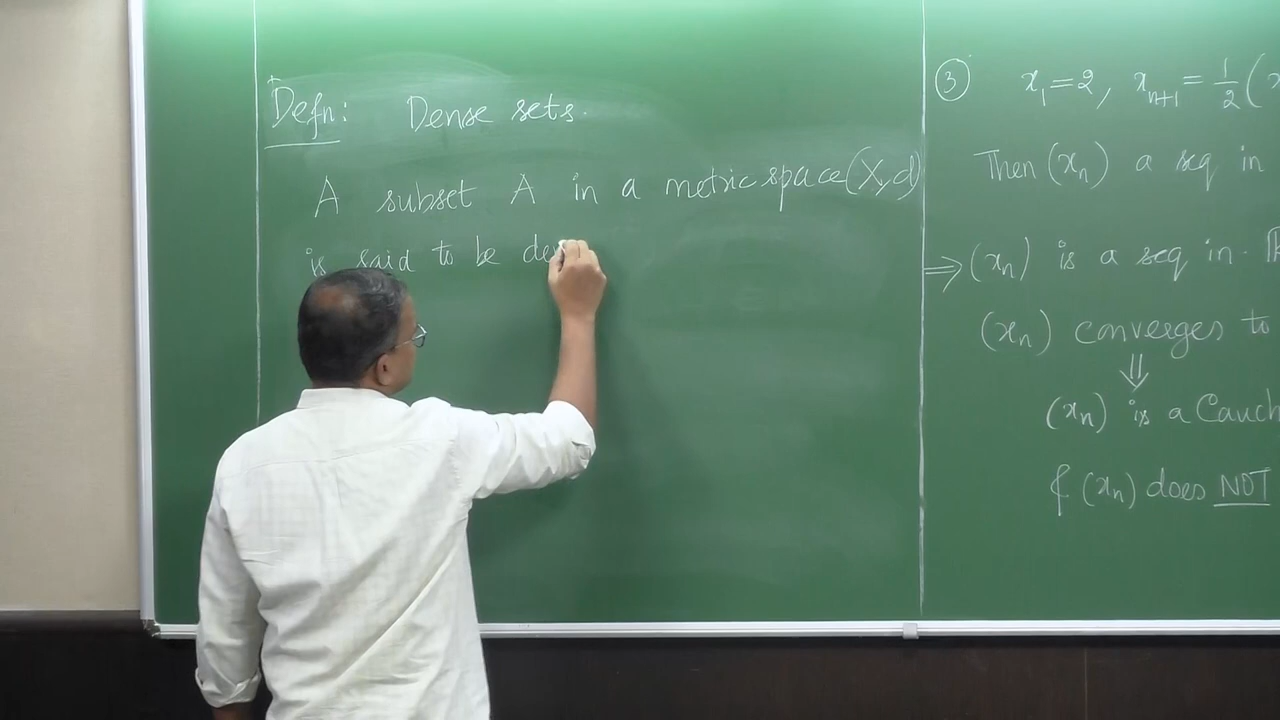 Defn: Dense sets.
A subset A in a metric space (X,d)
is said to be den
③ x₁=2, xₙ₊₁=½(x
Then (xₙ) a seq in
⇒ (xₙ) is a seq in
(xₙ) converges to
⇓
(xₙ) is a Cauch
& (xₙ) does NOT